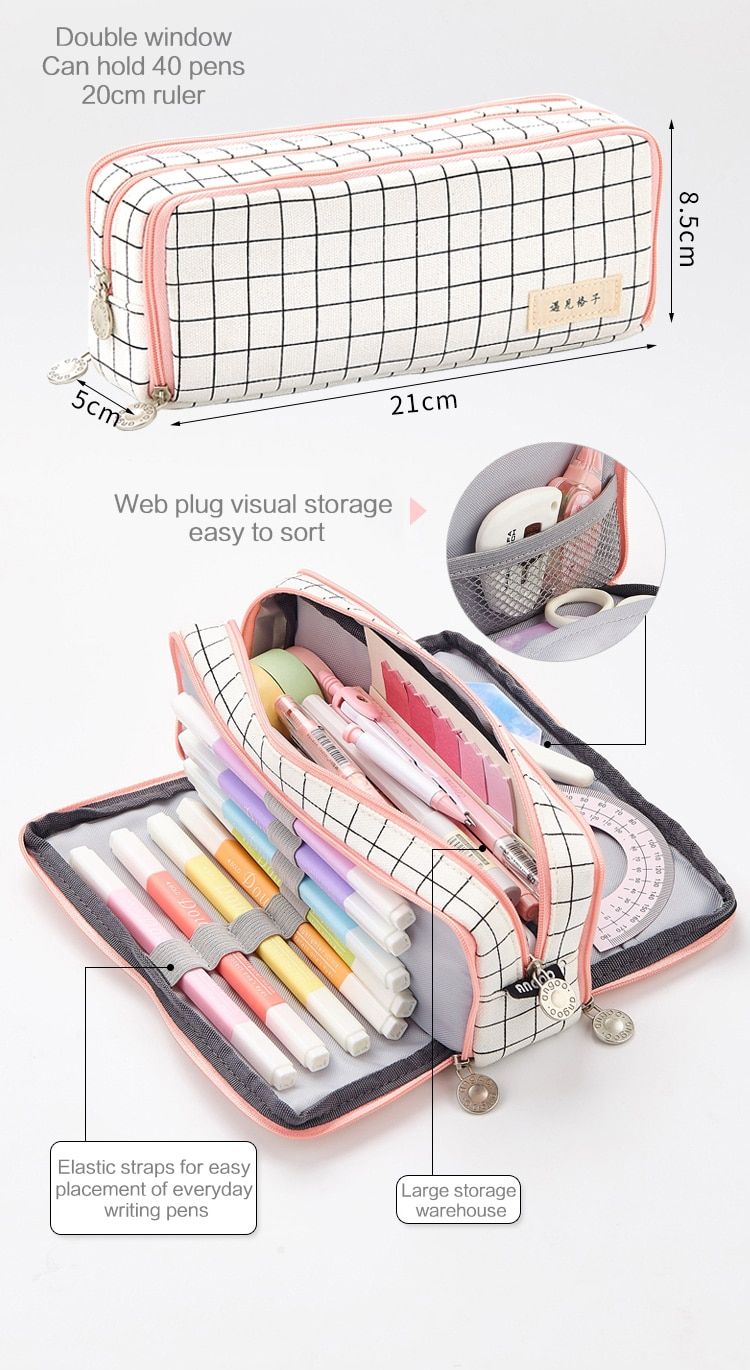 Double window
Can hold 40 pens
20cm ruler
8.5cm
遇见格子
5cm
21cm
Web plug visual storage
easy to sort
angoo
Elastic straps for easy
placement of everyday
writing pens
Large storage
warehouse